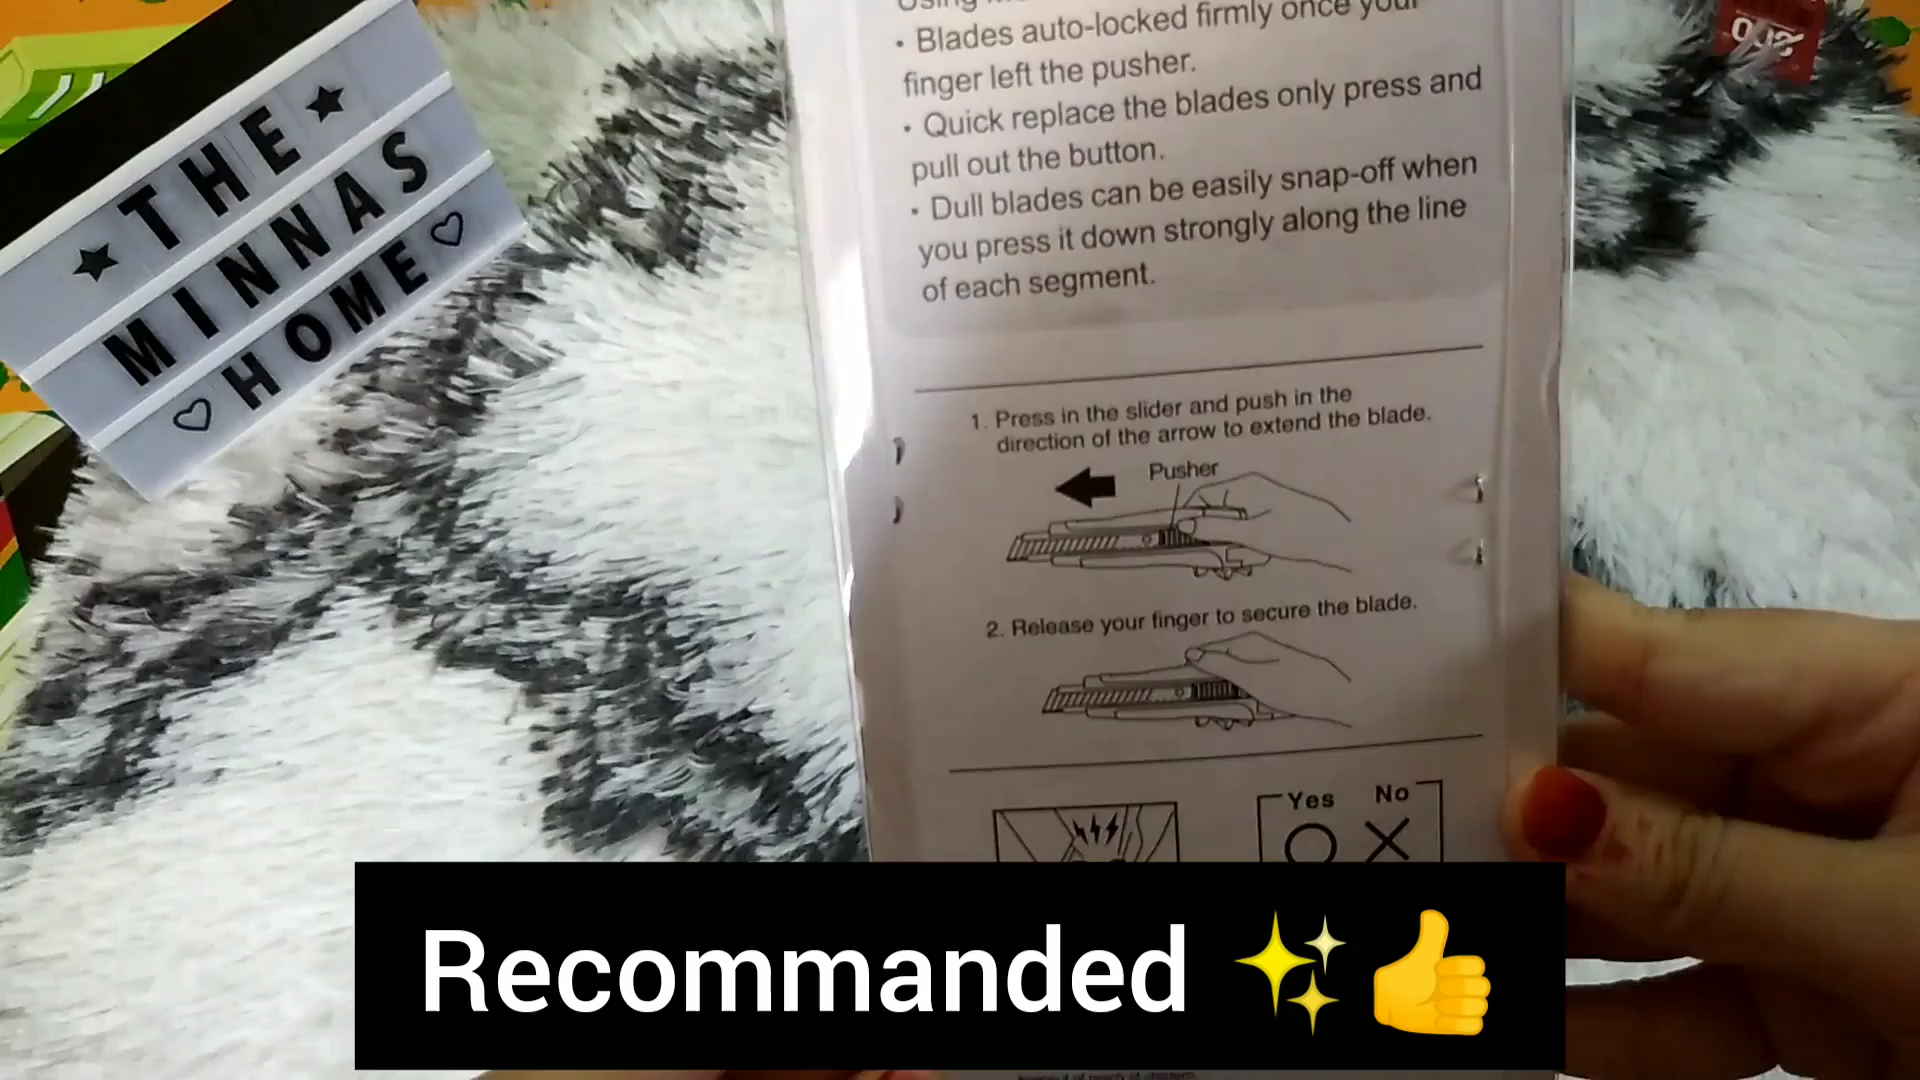 THE
MINNAS
HOME
• Blades auto-locked firmly once your
finger left the pusher.
• Quick replace the blades only press and
pull out the button.
• Dull blades can be easily snap-off when
you press it down strongly along the line
of each segment.
1. Press in the slider and push in the
direction of the arrow to extend the blade.
Pusher
2. Release your finger to secure the blade.
Yes No
Recommanded ✨👍